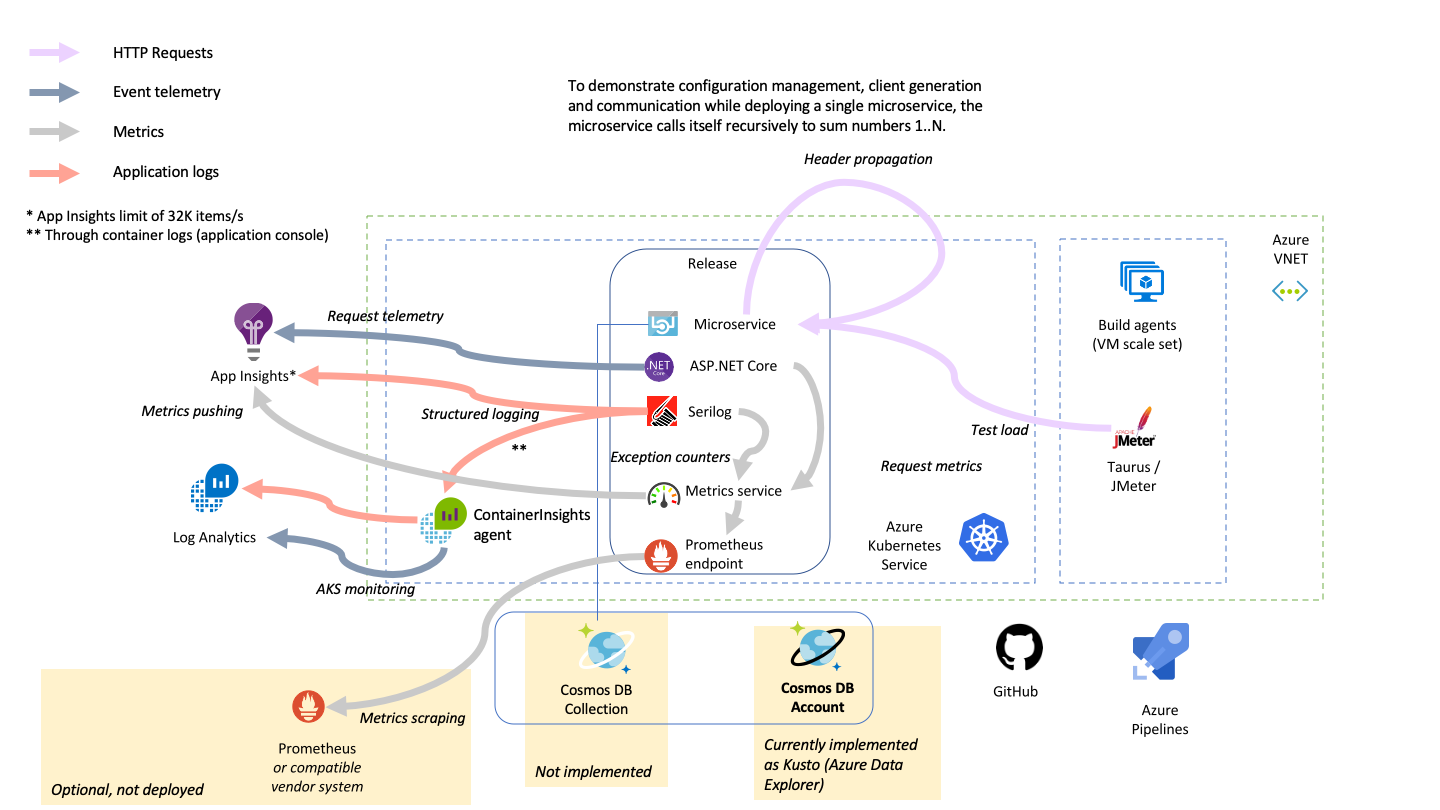 HTTP Requests
Event telemetry
Metrics
Application logs
* App Insights limit of 32K items/s
** Through container logs (application console)
To demonstrate configuration management, client generation
and communication while deploying a single microservice, the
microservice calls itself recursively to sum numbers 1..N.
Header propagation
Azure
VNET
Release
Microservice
.NET
Core
ASP.NET Core
Serilog
Exception counters
Metrics service
Prometheus
endpoint
Request telemetry
App Insights*
Metrics pushing
Structured logging
**
ContainerInsights
agent
Log Analytics
AKS monitoring
Test load
Request metrics
Azure
Kubernetes
Service
Build agents
(VM scale set)
APACHE
JMeter
Taurus /
JMeter
Cosmos DB
Collection
Not implemented
Cosmos DB
Account
Currently implemented
as Kusto (Azure Data
Explorer)
GitHub
Azure
Pipelines
Metrics scraping
Prometheus
or compatible
vendor system
Optional, not deployed